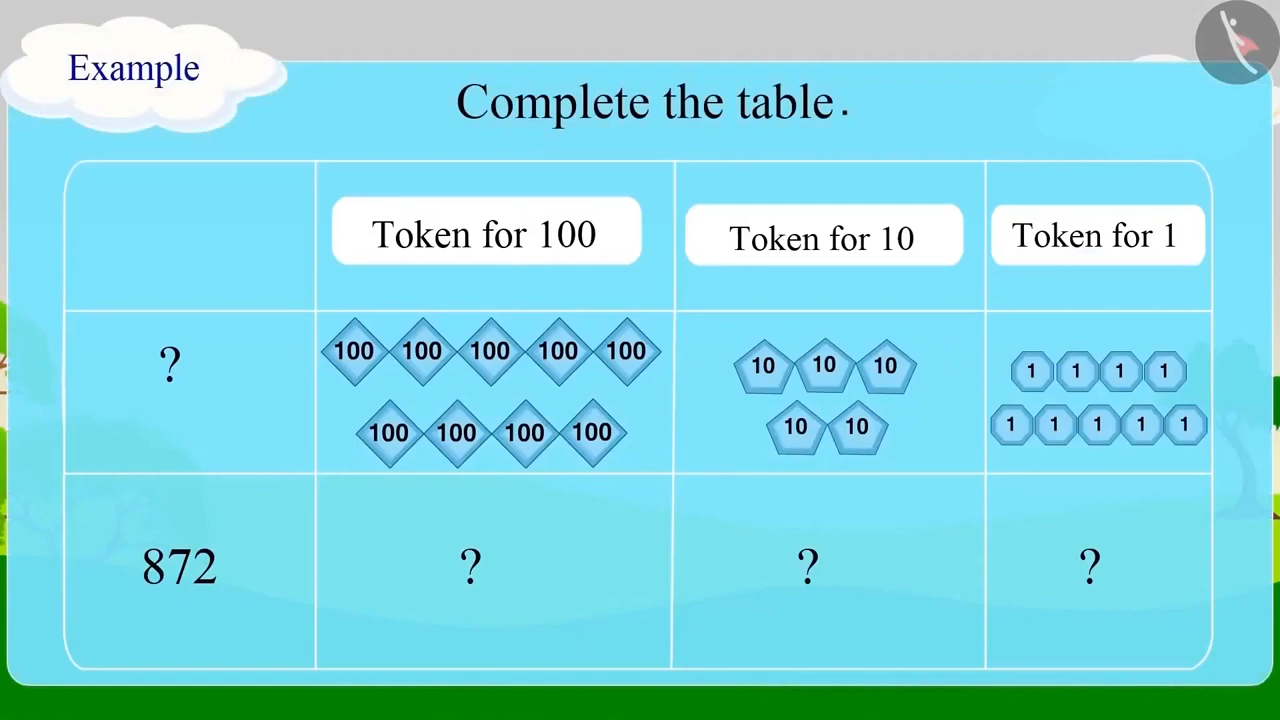 Example
Complete the table.
Token for 100
Token for 10
Token for 1
?
100 100 100 100 100
100 100 100 100
10 10 10
10 10
1 1 1 1
1 1 1 1 1
872
?
?
?